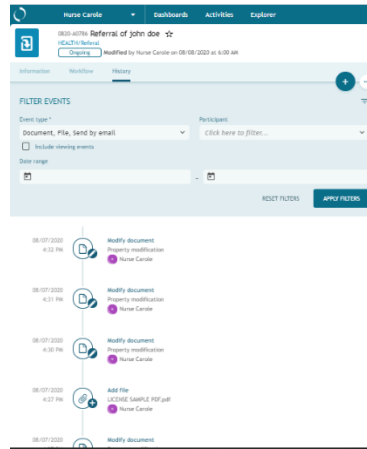 Nurse Carole Dashboards Activities Explorer
Referral of john doe
HEALTH/Referral
Ongoing Modified by Nurse Carole on 08/08/2020 at 6:00 AM
Information Workflow History
FILTER EVENTS
Event type * Participant
Document, File, Send by email Click here to filter...
Include viewing events
Date range
-
RESET FILTERS APPLY FILTERS
08/07/2020 Modify document
4:32 PM Property modification
Nurse Carole
08/07/2020 Modify document
4:31 PM Property modification
Nurse Carole
08/07/2020 Modify document
4:30 PM Property modification
Nurse Carole
08/07/2020 Add file
4:27 PM LICENSE SAMPLE PDF.pdf
Nurse Carole
08/07/2020 Modify document